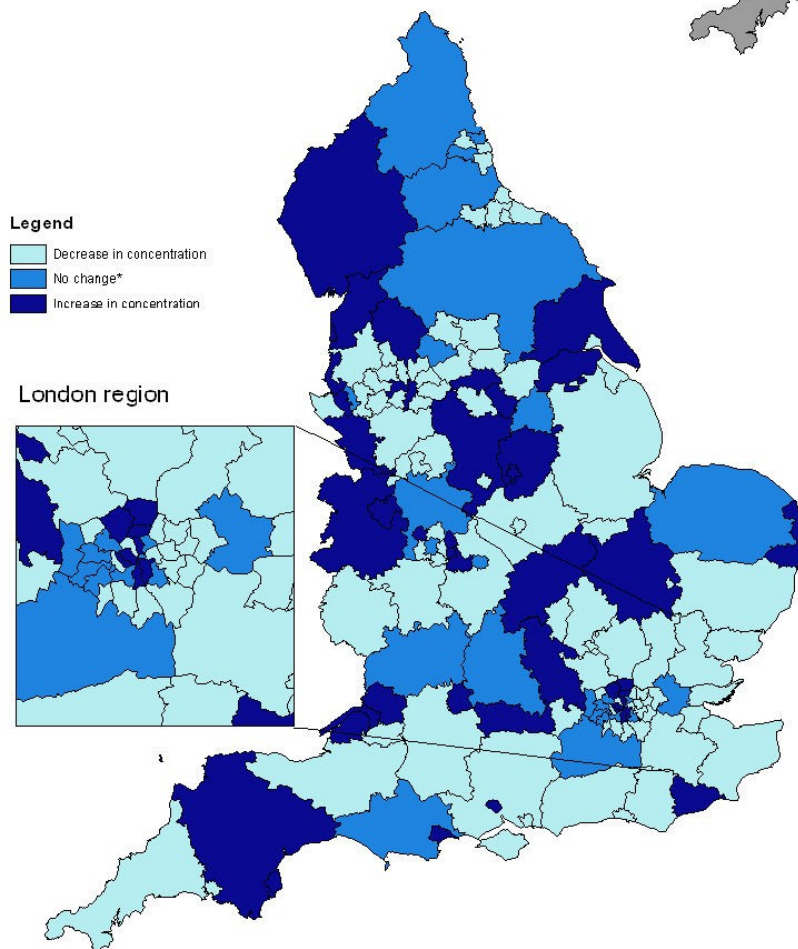 Legend
Decrease in concentration
No change*
Increase in concentration
London region